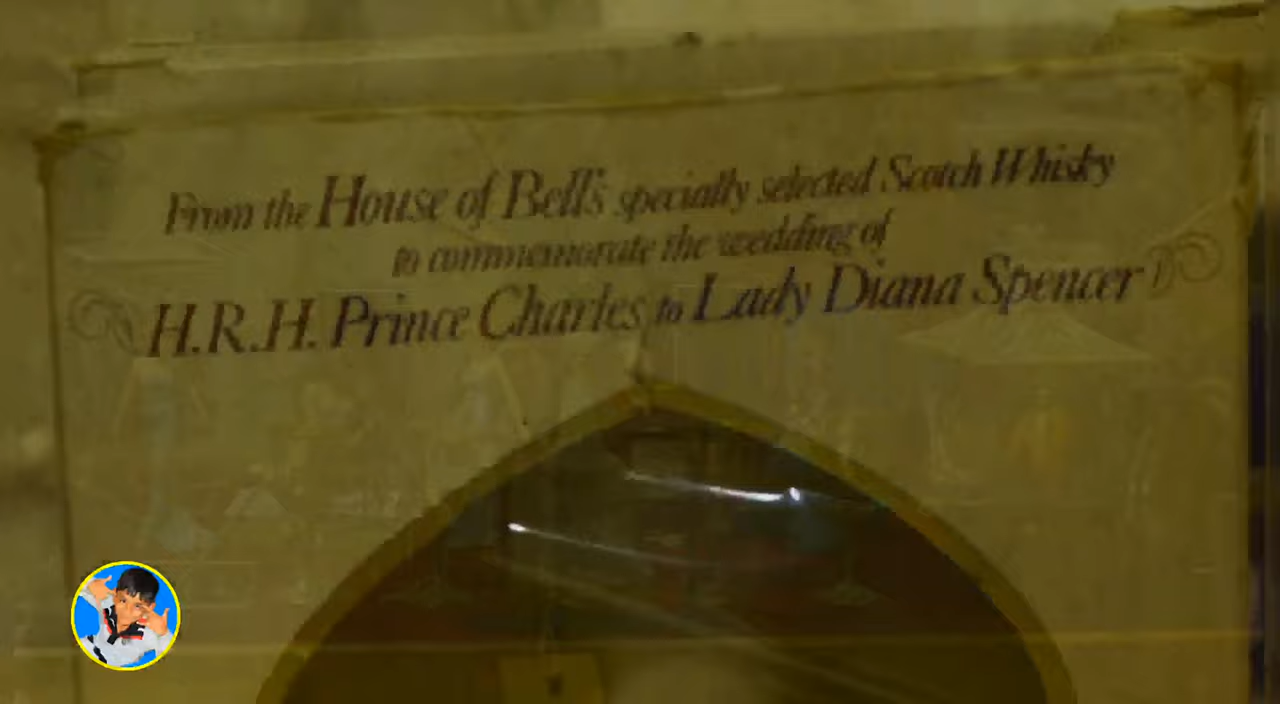 From the House of Bell's specially selected Scotch Whisky
to commemorate the wedding of
H.R.H. Prince Charles to Lady Diana Spencer